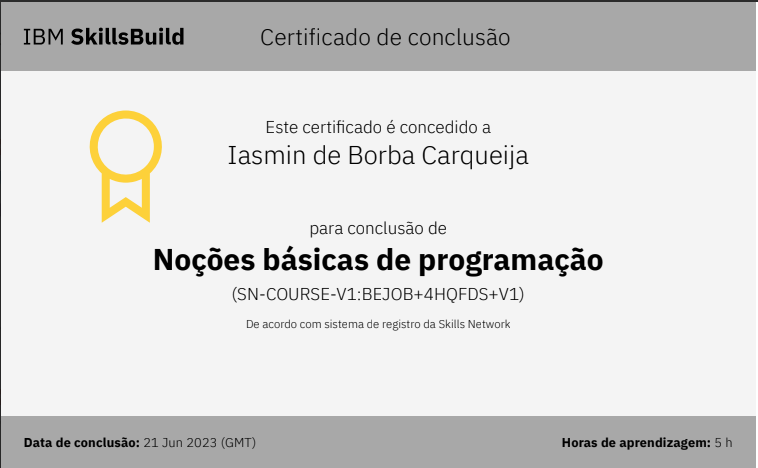 IBM SkillsBuild
Certificado de conclusão
Este certificado é concedido a
Iasmin de Borba Carqueija
para conclusão de
Noções básicas de programação
(SN-COURSE-V1:BEJOB+4HQFDS+V1)
De acordo com sistema de registro da Skills Network
Data de conclusão: 21 Jun 2023 (GMT)
Horas de aprendizagem: 5 h